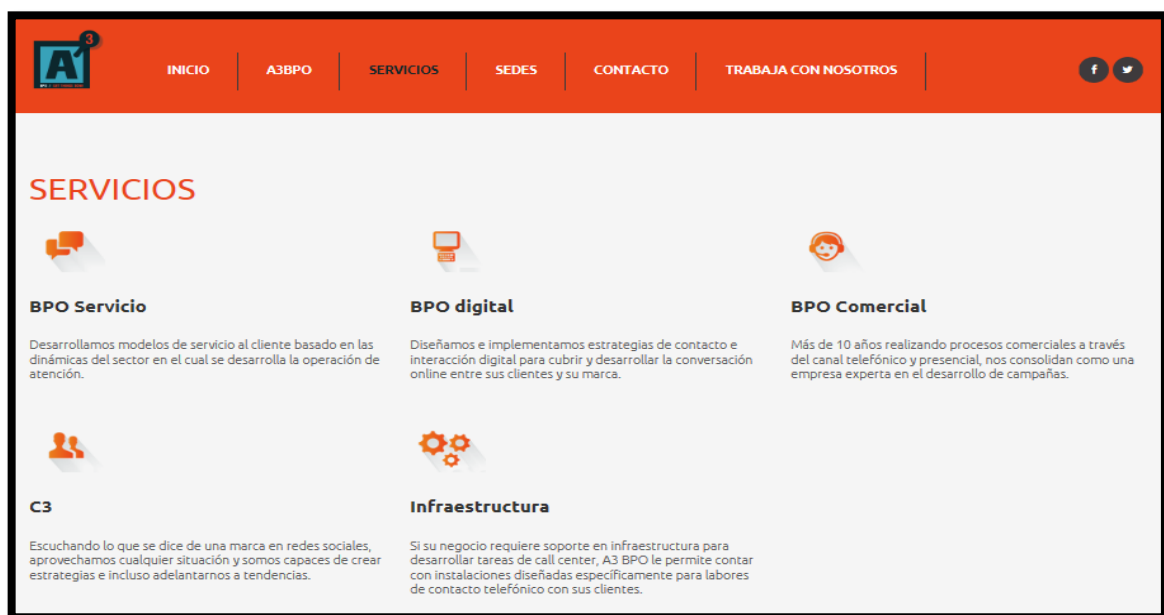 A3
INICIO
A3BPO
SERVICIOS
SEDES
CONTACTO
TRABAJA CON NOSOTROS
SERVICIOS
BPO Servicio
Desarrollamos modelos de servicio al cliente basado en las
dinámicas del sector en el cual se desarrolla la operación de
atención.
BPO digital
Diseñamos e implementamos estrategias de contacto e
interacción digital para cubrir y desarrollar la conversación
online entre sus clientes y su marca.
BPO Comercial
Más de 10 años realizando procesos comerciales a través
del canal telefónico y presencial, nos consolidan como una
empresa experta en el desarrollo de campañas.
C3
Escuchando lo que se dice de una marca en redes sociales,
aprovechamos cualquier situación y somos capaces de crear
estrategias e incluso adelantarnos a tendencias.
Infraestructura
Si su negocio requiere soporte en infraestructura para
desarrollar tareas de call center, A3 BPO le permite contar
con instalaciones diseñadas específicamente para labores
de contacto telefónico con sus clientes.